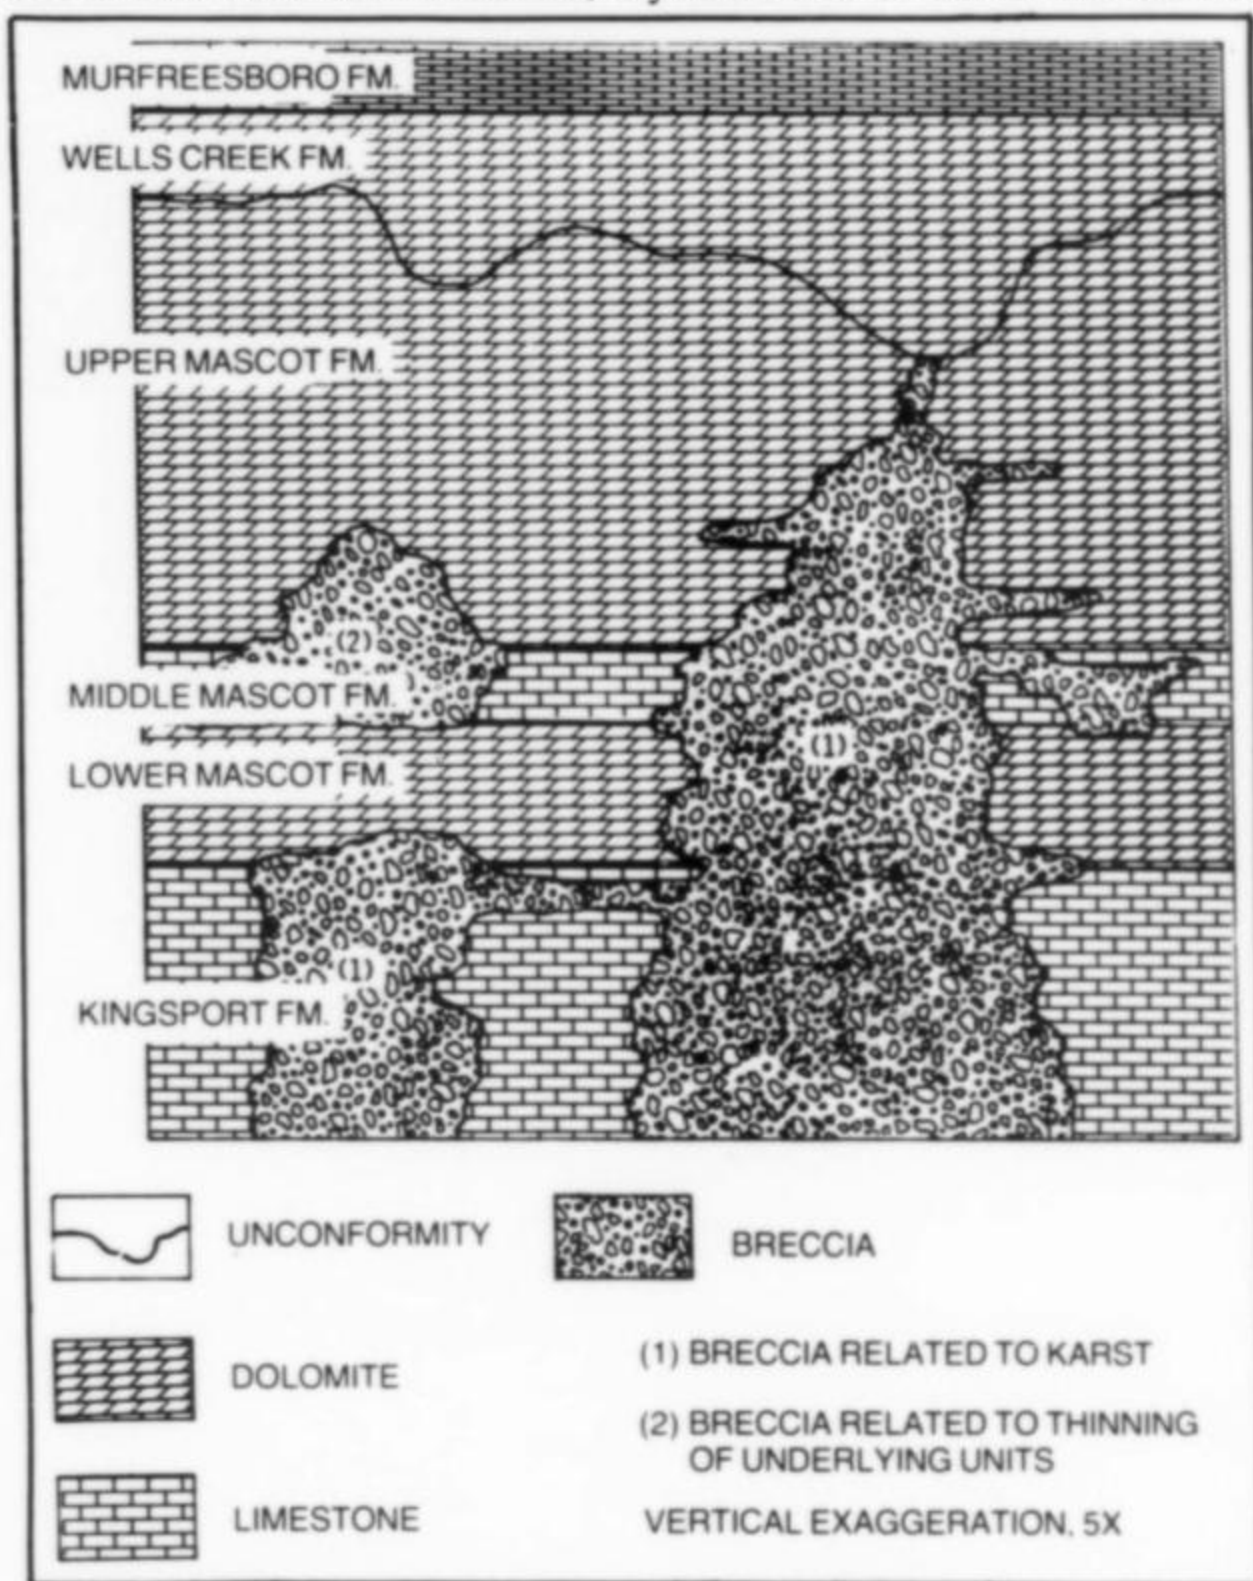 MURFREESBORO FM.
WELLS CREEK FM.
UPPER MASCOT FM.
(2)
MIDDLE MASCOT FM.
(1)
LOWER MASCOT FM.
(1)
KINGSPORT FM.
UNCONFORMITY
BRECCIA
DOLOMITE
(1) BRECCIA RELATED TO KARST
(2) BRECCIA RELATED TO THINNING
OF UNDERLYING UNITS
LIMESTONE
VERTICAL EXAGGERATION, 5X